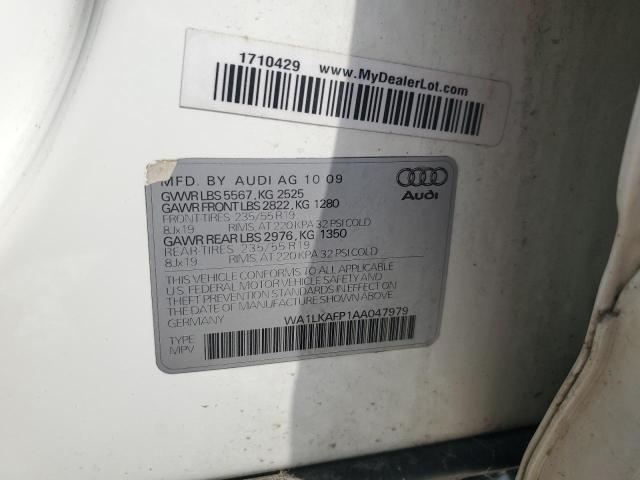 1710429 www.MyDealerLot.com
MFD. BY AUDI AG 10 09
GVWR LBS 5567, KG 2525
GAWR FRONT LBS 2822, KG 1280
FRONT-TIRES 235/55 R19
8Jx19 RIMS, AT 220 KPA 32 PSI COLD
GAWR REAR LBS 2976, KG 1350
REAR-TIRES 235/55 R19
8Jx19 RIMS, AT 220 KPA 32 PSI COLD
THIS VEHICLE CONFORMS TO ALL APPLICABLE
U.S. FEDERAL MOTOR VEHICLE SAFETY AND
THEFT PREVENTION STANDARDS IN EFFECT ON
THE DATE OF MANUFACTURE SHOWN ABOVE.
GERMANY WA1LKAFP1AA047979
TYPE
MPV
Audi